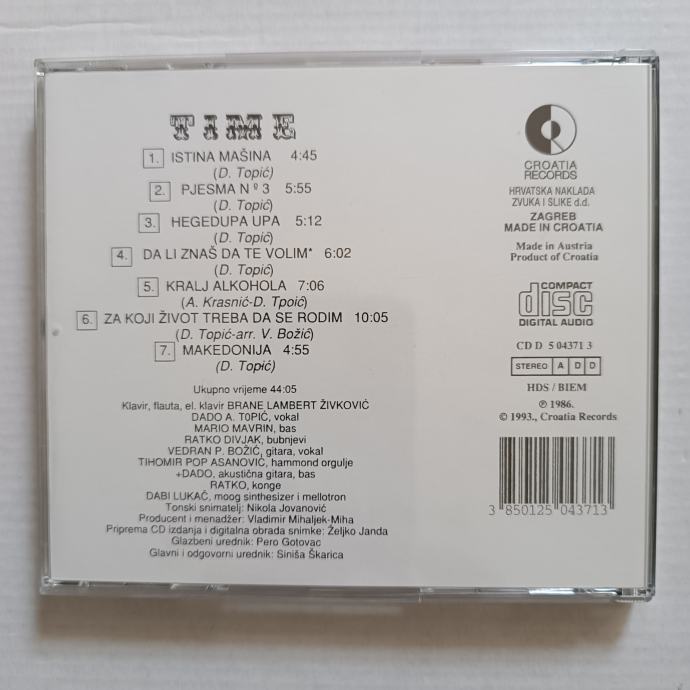 TIME
1. ISTINA MAŠINA 4:45
(D. Topić)
2. PJESMA Nº 3 5:55
(D. Topić)
3. HEGEDUPA UPA 5:12
(D. Topić)
4. DA LI ZNAŠ DA TE VOLIM* 6:02
(D. Topić)
5. KRALJ ALKOHOLA 7:06
(A. Krasnić-D. Tpoić)
6. ZA KOJI ŽIVOT TREBA DA SE RODIM 10:05
(D. Topić-arr. V. Božić)
7. MAKEDONIJA 4:55
(D. Topić)
Ukupno vrijeme 44:05
Klavir, flauta, el. klavir BRANE LAMBERT ŽIVKOVIĆ
DADO A. TOPIĆ, vokal
MARIO MAVRIN, bas
RATKO DIVJAK, bubnjevi
VEDRAN P. BOŽIĆ, gitara, vokal
TIHOMIR POP ASANOVIĆ, hammond orgulje
+DADO, akustična gitara, bas
RATKO, konge
DABI LUKAĆ, moog sinthesizer i mellotron
Tonski snimatelj: Nikola Jovanović
Producent i menadžer: Vladimir Mihaljek-Miha
Priprema CD izdanja i digitalna obrada snimke: Željko Janda
Glazbeni urednik: Pero Gotovac
Glavni i odgovorni urednik: Siniša Škarica
CROATIA
RECORDS
HRVATSKA NAKLADA
ZVUKA I SLIKE d.d.
ZAGREB
MADE IN CROATIA
Made in Austria
Product of Croatia
COMPACT
disc
DIGITAL AUDIO
CD D 5 04371 3
STEREO A D D
HDS / BIEM
℗ 1986.
© 1993., Croatia Records
3 850125 043713